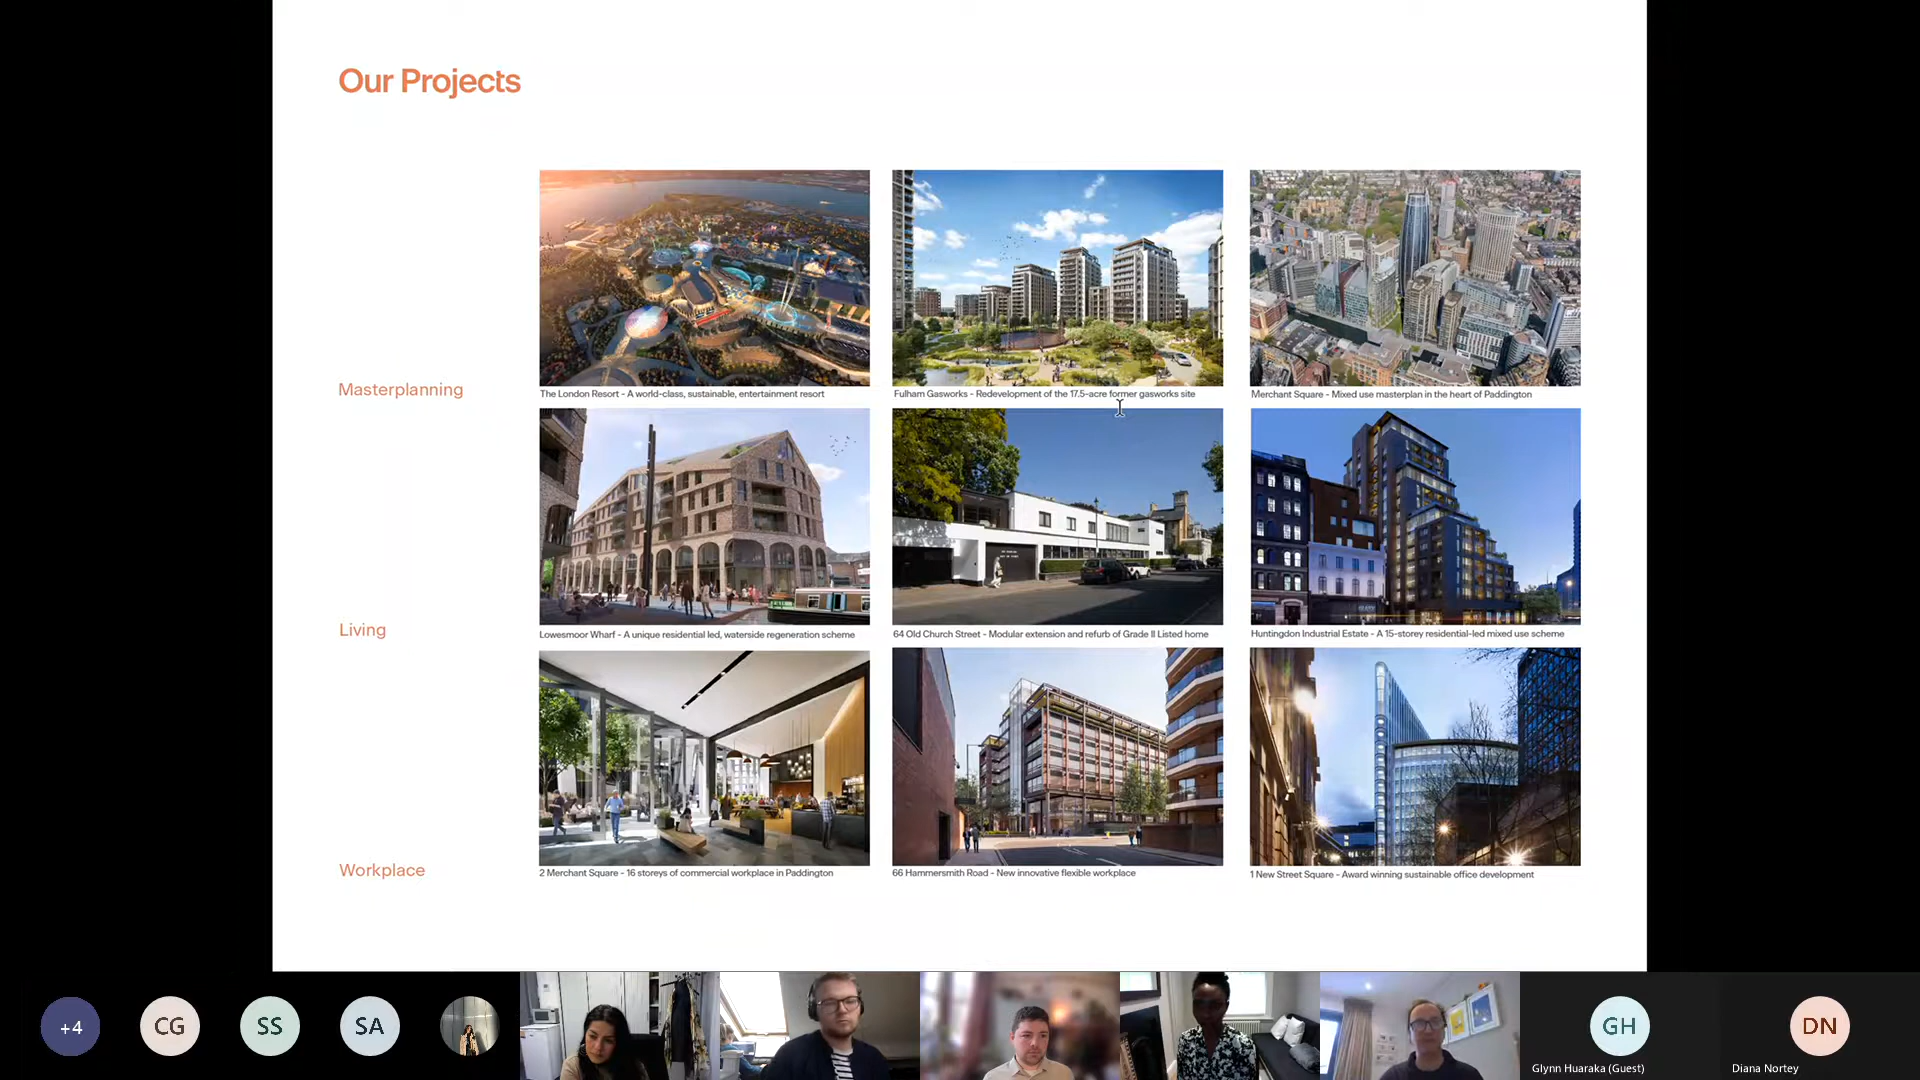 Our Projects
Masterplanning
The London Resort - A world-class, sustainable, entertainment resort
Fulham Gasworks - Redevelopment of the 17.5-acre former gasworks site
Merchant Square - Mixed use masterplan in the heart of Paddington
Living
Lowesmoor Wharf - A unique residential led, waterside regeneration scheme
64 Old Church Street - Modular extension and refurb of Grade II Listed home
Huntingdon Industrial Estate - A 15-storey residential-led mixed use scheme
Workplace
2 Merchant Square - 16 storeys of commercial workplace in Paddington
66 Hammersmith Road - New innovative flexible workplace
1 New Street Square - Award winning sustainable office development
+4
CG
SS
SA
GH
DN
Glynn Huaraka (Guest)
Diana Nortey